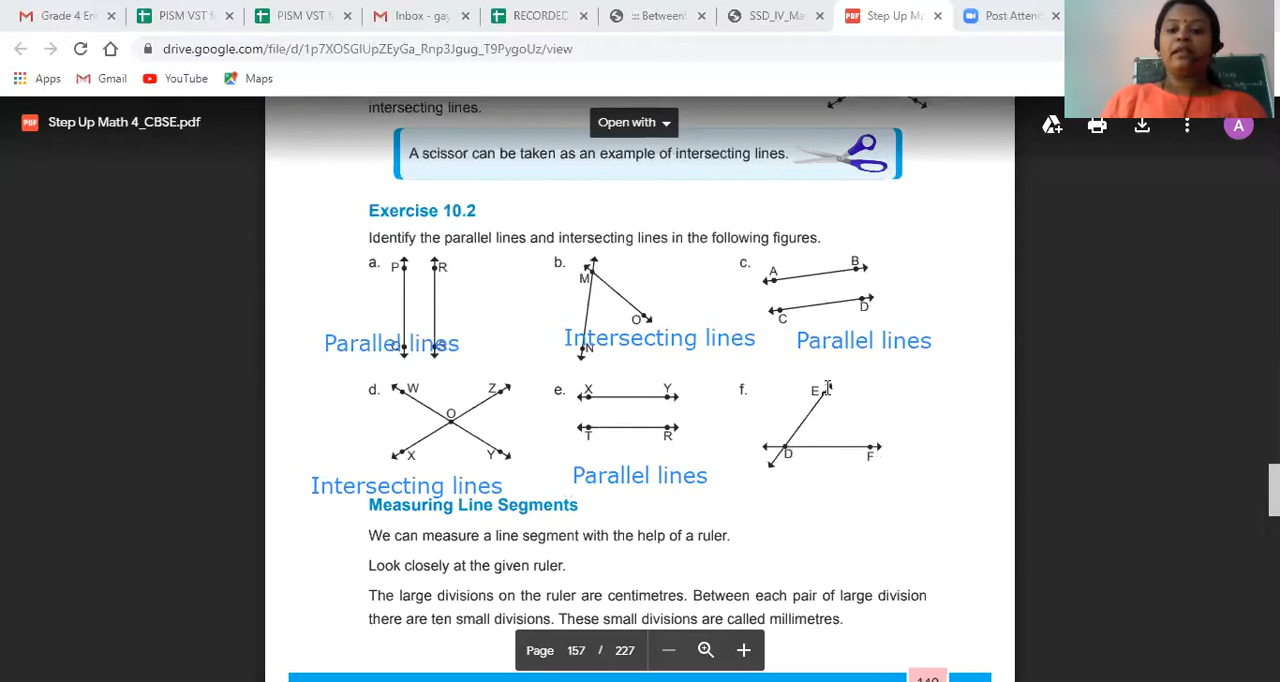 Grade 4 En
PISM VST f
PISM VST f
Inbox - gay
RECORDED
::: Between
SSD_IV_Ma
Step Up M
Post Atten
drive.google.com/file/d/1p7XOSGlUpZEyGa_Rnp3Jgug_T9PygoUz/view
Apps Gmail YouTube Maps
Step Up Math 4_CBSE.pdf
Open with
A
intersecting lines.
A scissor can be taken as an example of intersecting lines.
Exercise 10.2
Identify the parallel lines and intersecting lines in the following figures.
a. P R
b. M O N
c. A B C D
Parallel lines
Intersecting lines
Parallel lines
d. W Z O X Y
e. X Y T R
f. E D F
Intersecting lines
Parallel lines
Measuring Line Segments
We can measure a line segment with the help of a ruler.
Look closely at the given ruler.
The large divisions on the ruler are centimetres. Between each pair of large division
there are ten small divisions. These small divisions are called millimetres.
Page 157 / 227